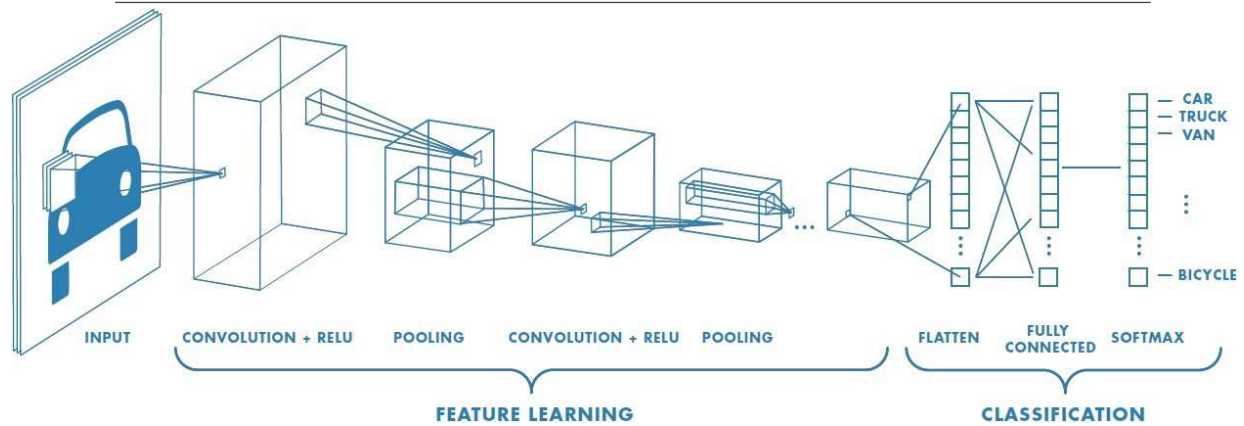 CAR
TRUCK
VAN
BICYCLE
INPUT
CONVOLUTION + RELU
POOLING
CONVOLUTION + RELU
POOLING
FLATTEN
FULLY
CONNECTED
SOFTMAX
FEATURE LEARNING
CLASSIFICATION